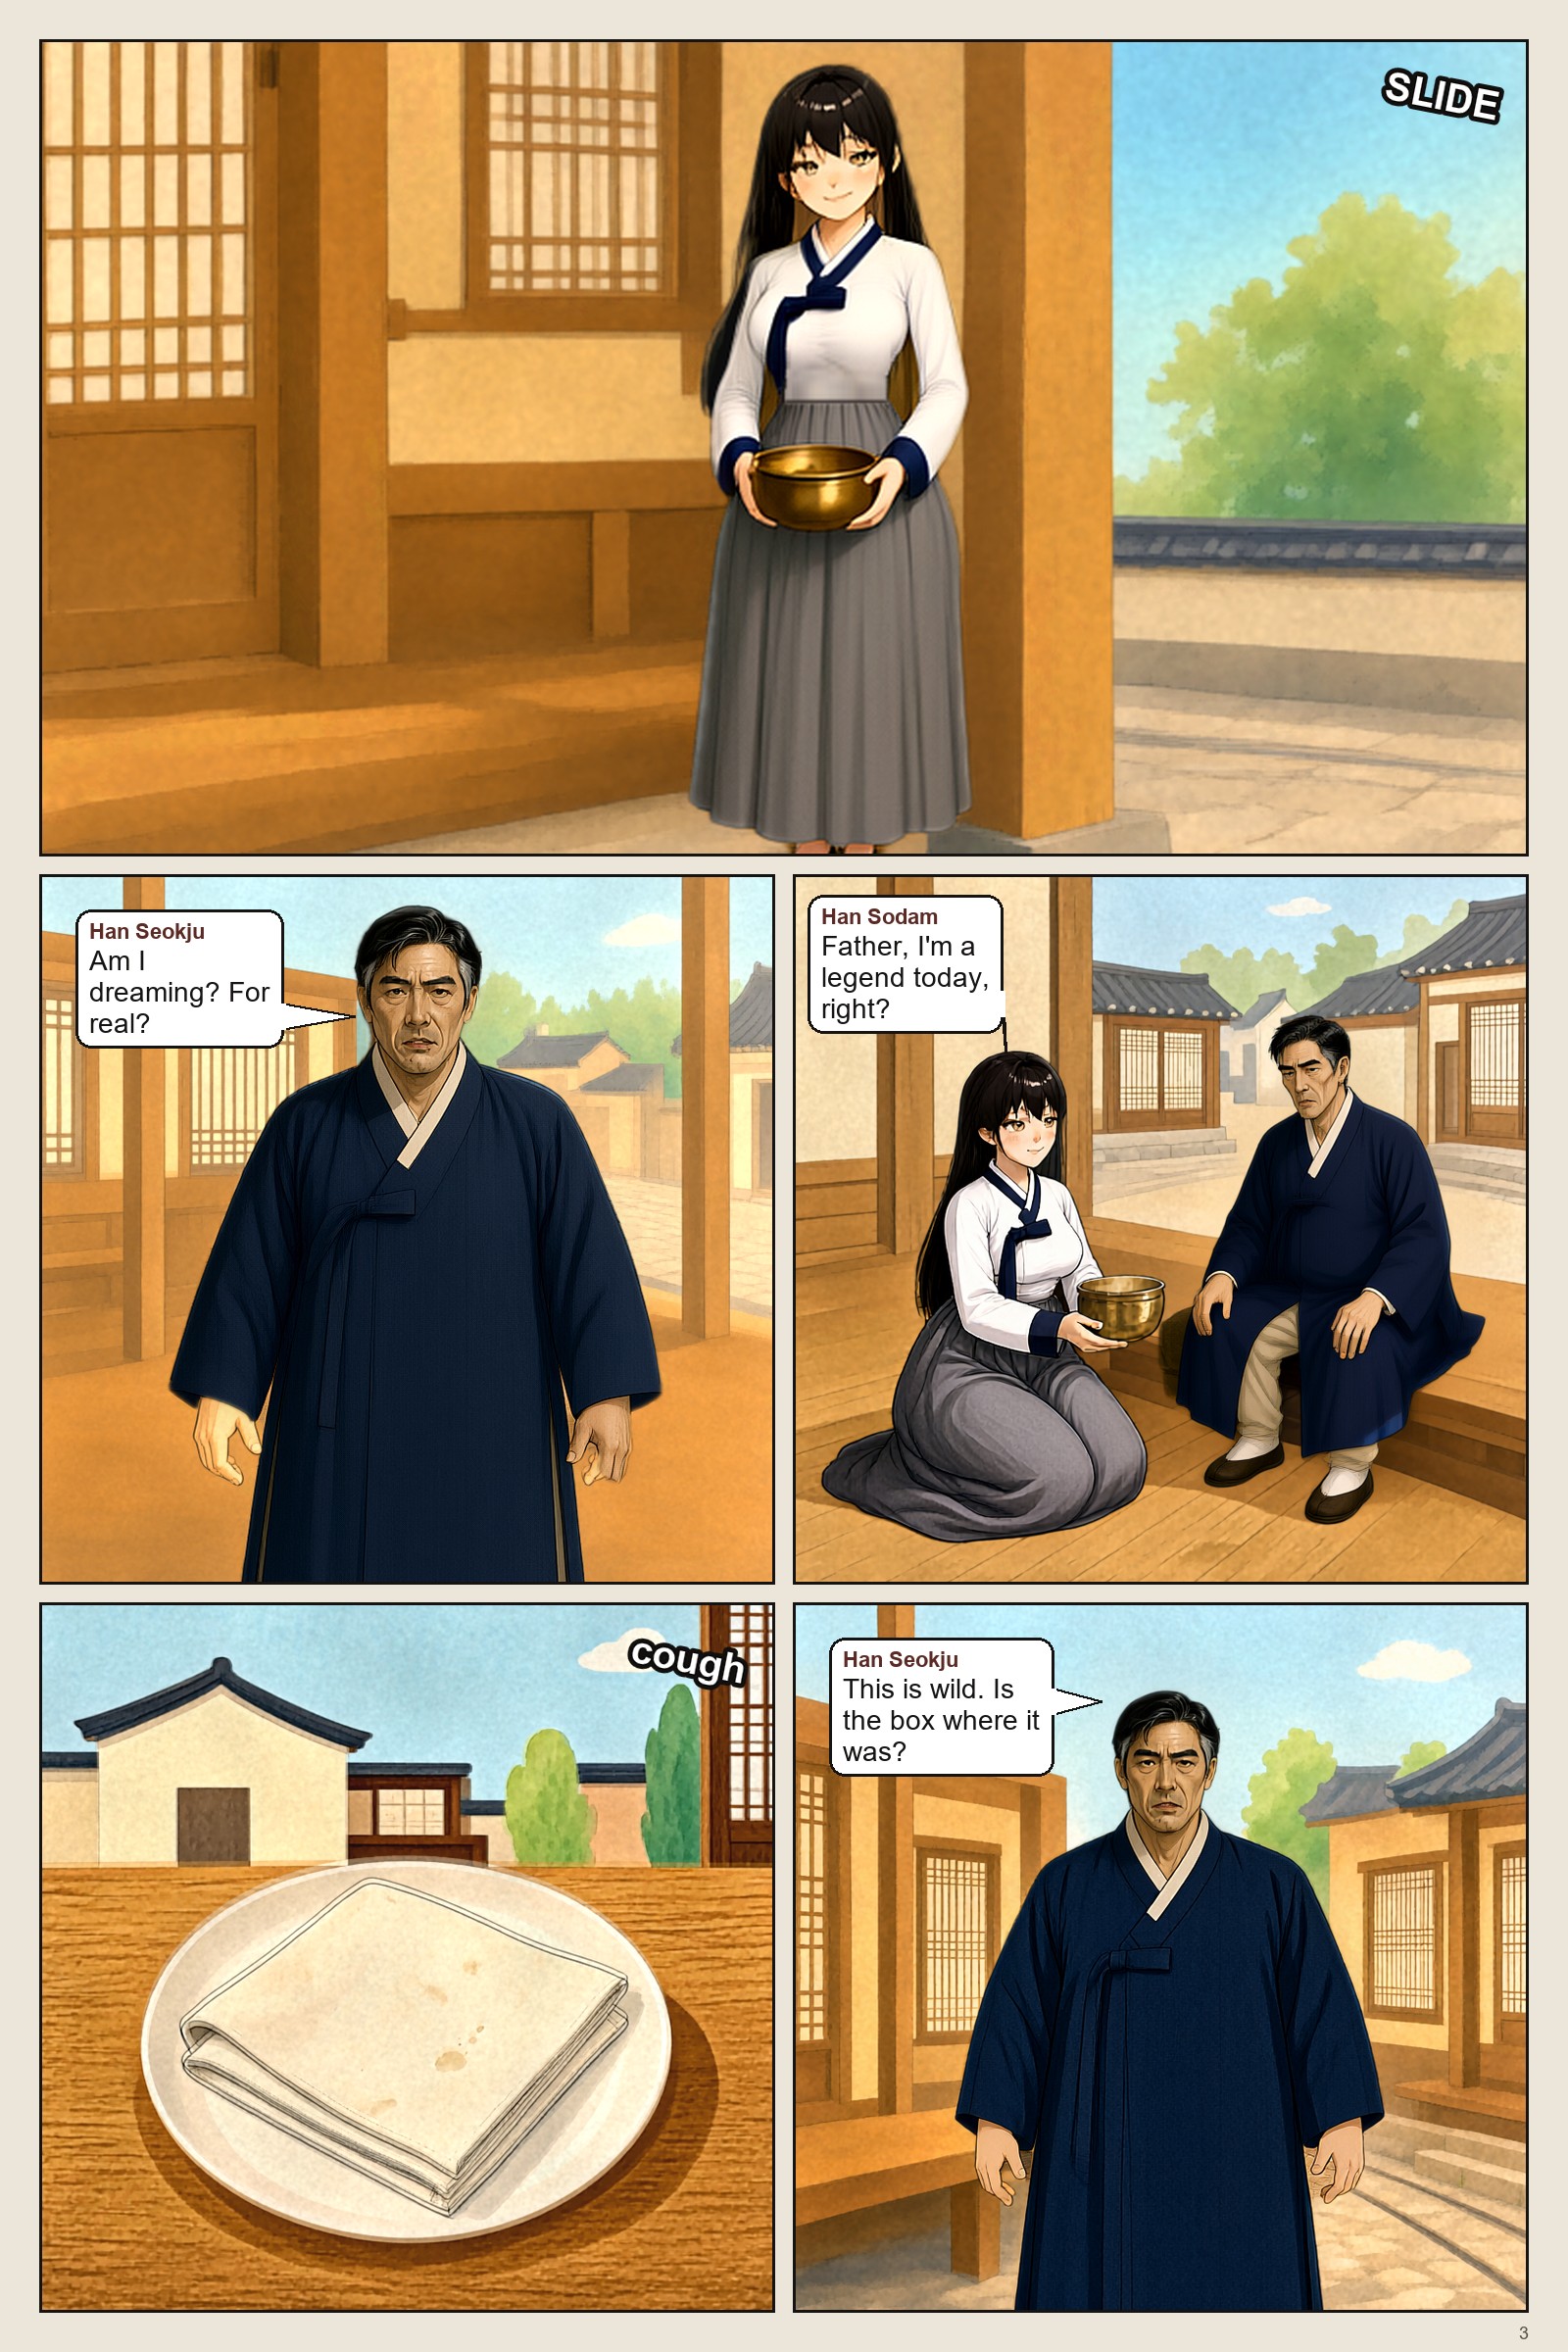 SLIDE
Han Seokju
Am I
dreaming? For
real?
Han Sodam
Father, I'm a
legend today,
right?
cough
Han Seokju
This is wild. Is
the box where it
was?
3